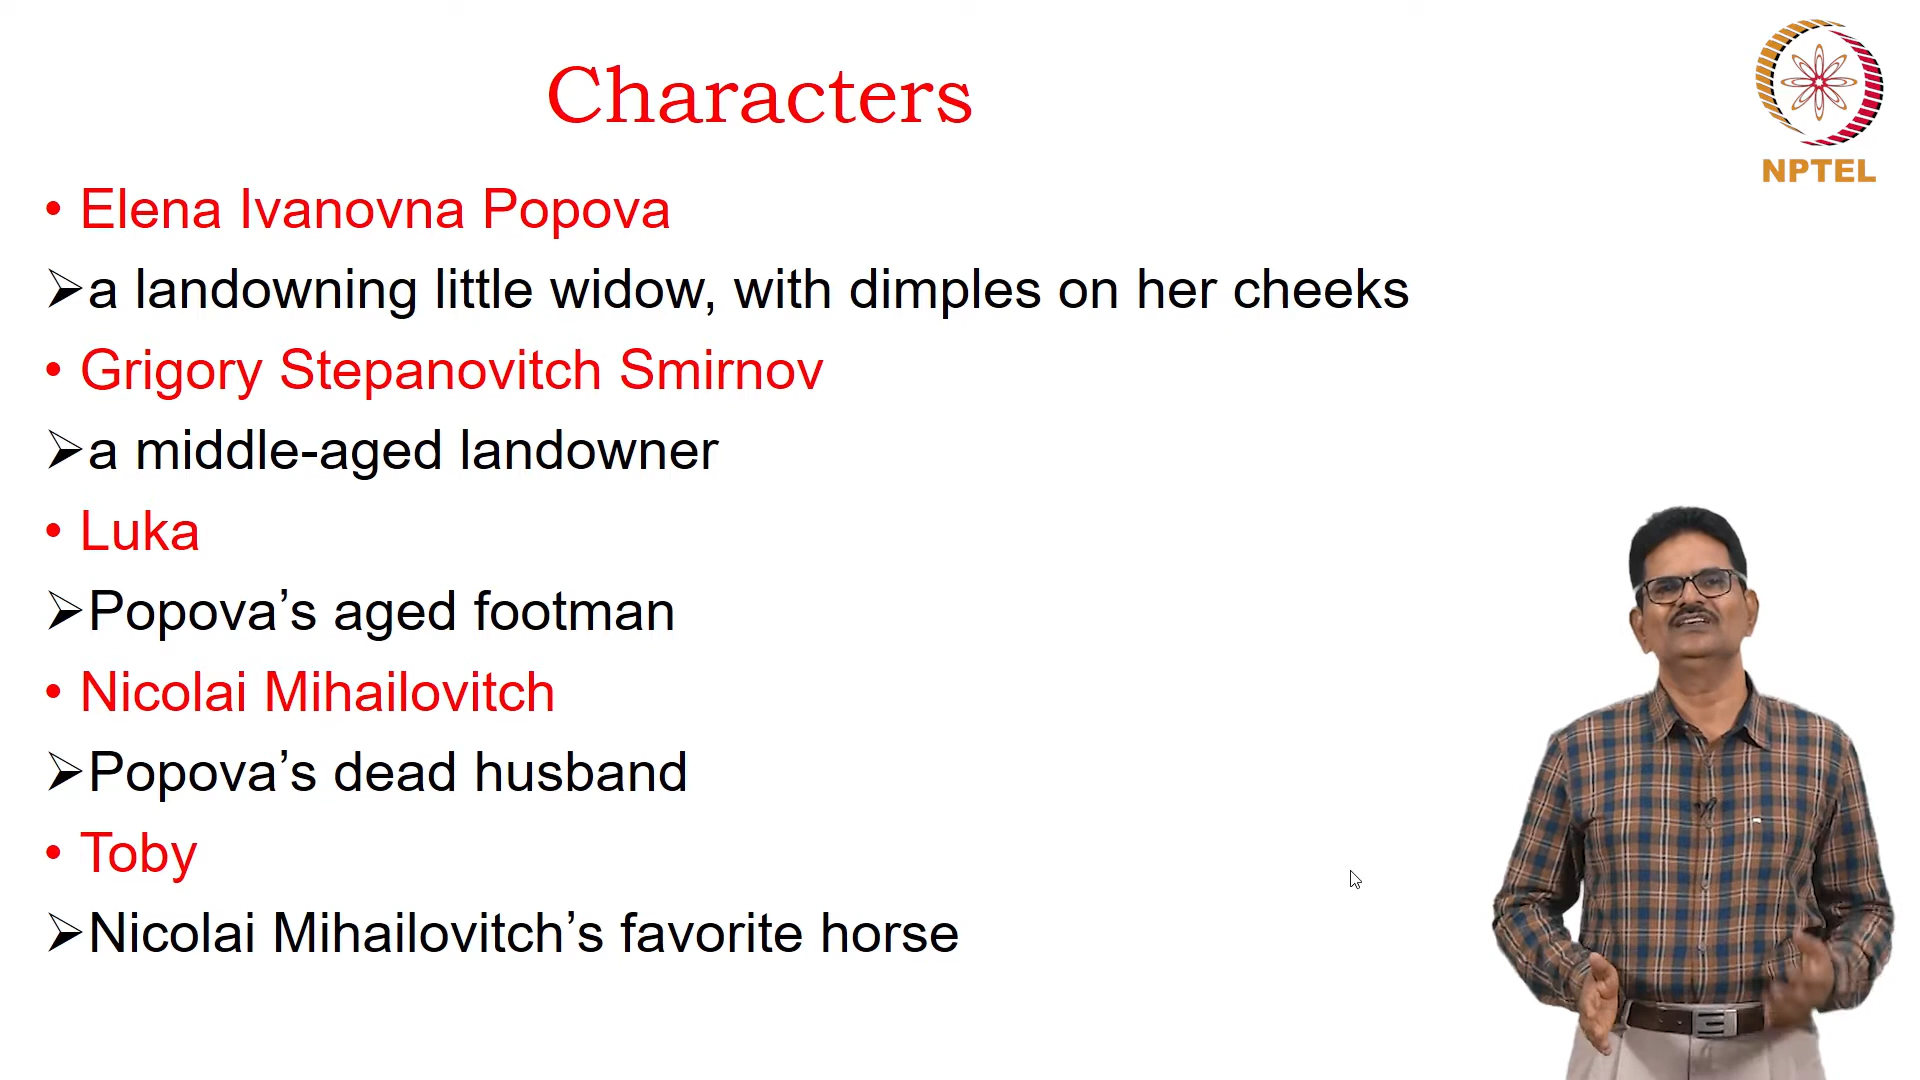 Characters
NPTEL
• Elena Ivanovna Popova
➢a landowning little widow, with dimples on her cheeks
• Grigory Stepanovitch Smirnov
➢a middle-aged landowner
• Luka
➢Popova’s aged footman
• Nicolai Mihailovitch
➢Popova’s dead husband
• Toby
➢Nicolai Mihailovitch’s favorite horse